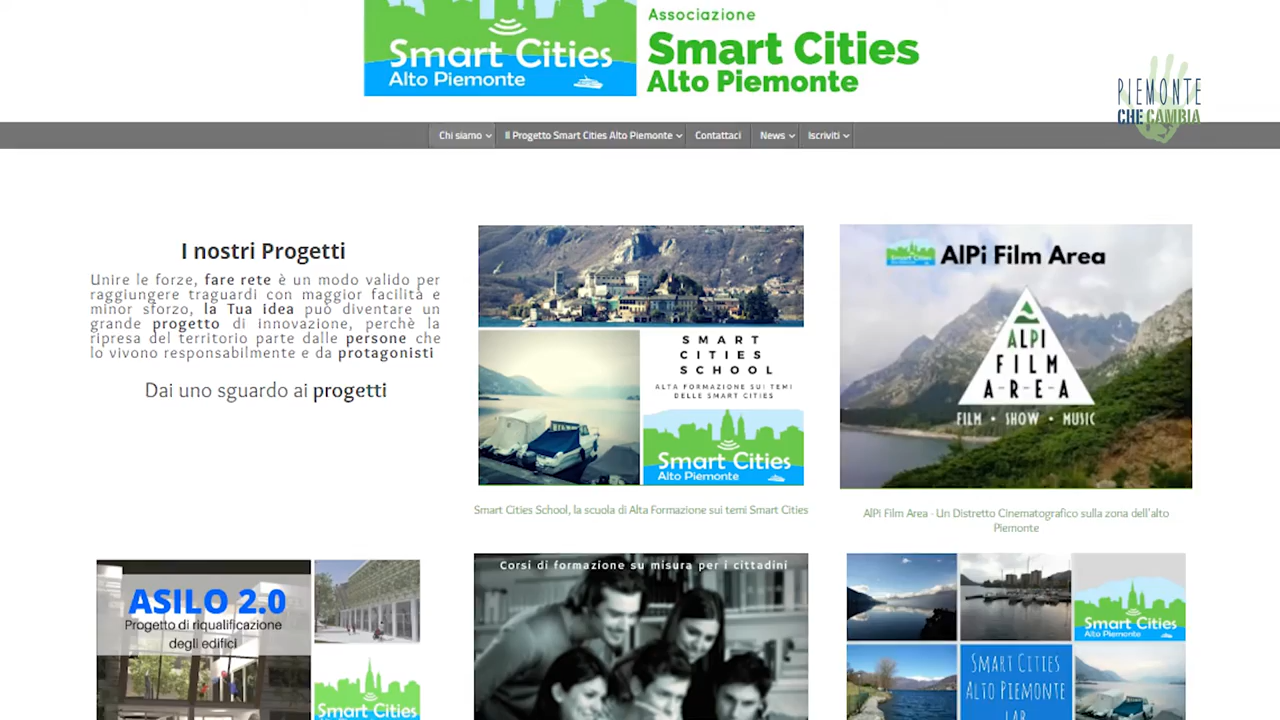 Smart Cities
Alto Piemonte
Associazione
Smart Cities
Alto Piemonte
PIEMONTE
CHE CAMBIA
Chi siamo
Il Progetto Smart Cities Alto Piemonte
Contattaci
News
Iscriviti
I nostri Progetti
Unire le forze, fare rete è un modo valido per
raggiungere traguardi con maggior facilità e
minor sforzo, la Tua idea può diventare un
grande progetto di innovazione, perchè la
ripresa del territorio parte dalle persone che
lo vivono responsabilmente e da protagonisti
Dai uno sguardo ai progetti
SMART
CITIES
SCHOOL
ALTA FORMAZIONE SUI TEMI
DELLE SMART CITIES
Smart Cities
Alto Piemonte
Smart Cities School, la scuola di Alta Formazione sui temi Smart Cities
Smart Cities
AlPi Film Area
ALPI
FILM
A-R-E-A
FILM • SHOW • MUSIC
AlPi Film Area - Un Distretto Cinematografico sulla zona dell'alto
Piemonte
ASILO 2.0
Progetto di riqualificazione
degli edifici
Smart Cities
Corsi di formazione su misura per i cittadini
Smart Cities
Alto Piemonte
SMART CITIES
ALTO PIEMONTE
LAB